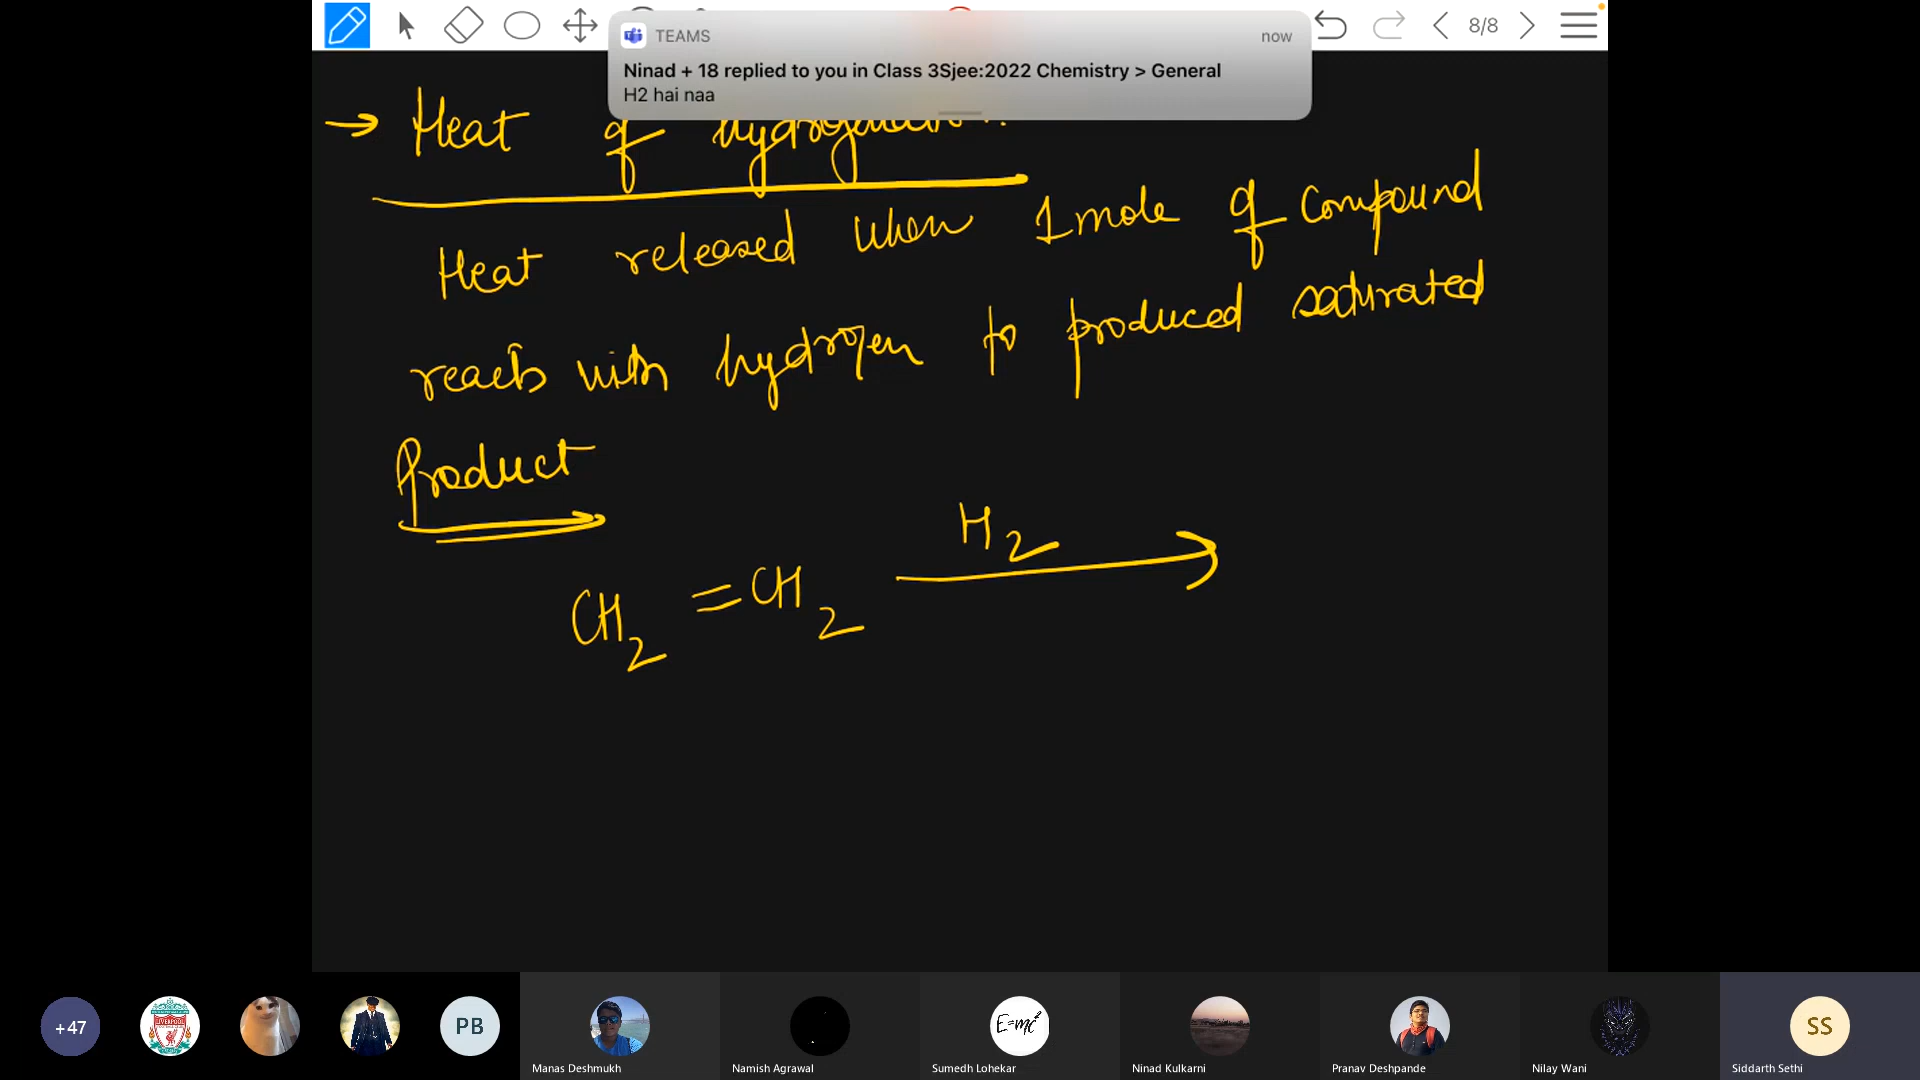 8/8
TEAMS
now
Ninad + 18 replied to you in Class 3Sjee:2022 Chemistry > General
H2 hai naa
→ Heat of hydrogenation.
Heat released when 1 mole of Compound
reacts with hydrogen to produced saturated
Product
CH2 = CH2 H2 →
+47
LIVERPOOL
PB
E=mc²
SS
Manas Deshmukh
Namish Agrawal
Sumedh Lohekar
Ninad Kulkarni
Pranav Deshpande
Nilay Wani
Siddarth Sethi